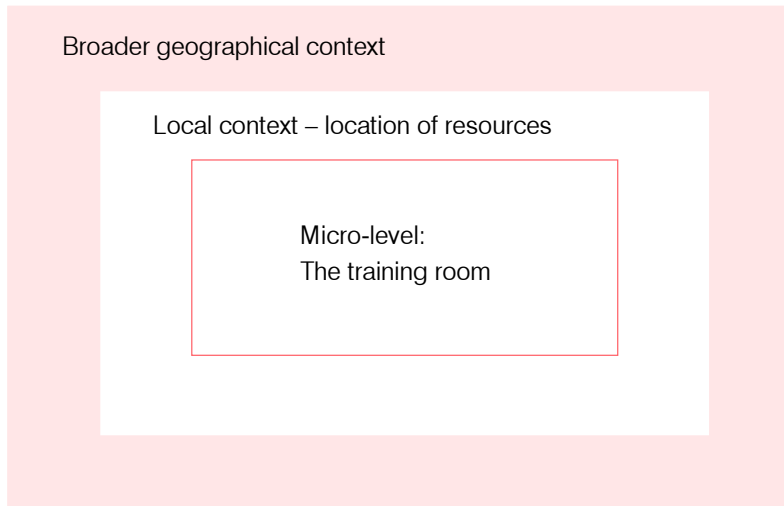 Broader geographical context
Local context – location of resources
Micro-level:
The training room